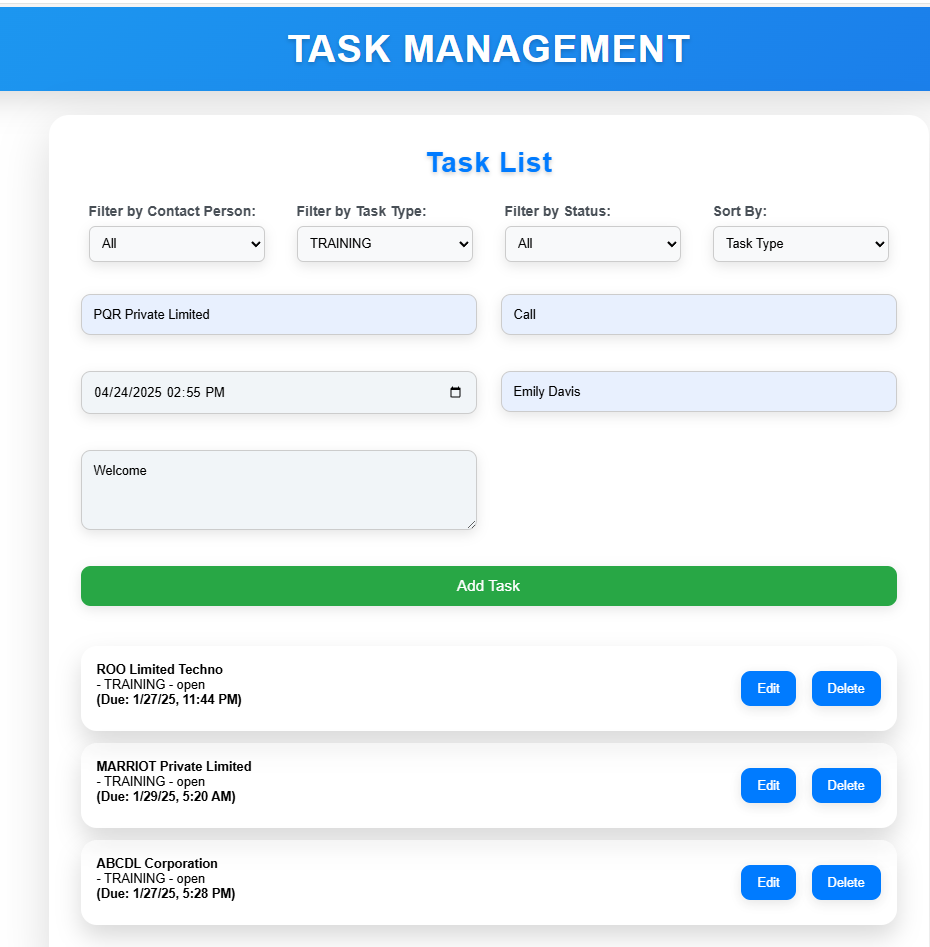 TASK MANAGEMENT
Task List
Filter by Contact Person: Filter by Task Type: Filter by Status: Sort By:
All TRAINING All Task Type
PQR Private Limited Call
04/24/2025 02:55 PM Emily Davis
Welcome
Add Task
ROO Limited Techno
- TRAINING - open
(Due: 1/27/25, 11:44 PM)
Edit Delete
MARRIOT Private Limited
- TRAINING - open
(Due: 1/29/25, 5:20 AM)
Edit Delete
ABCDL Corporation
- TRAINING - open
(Due: 1/27/25, 5:28 PM)
Edit Delete